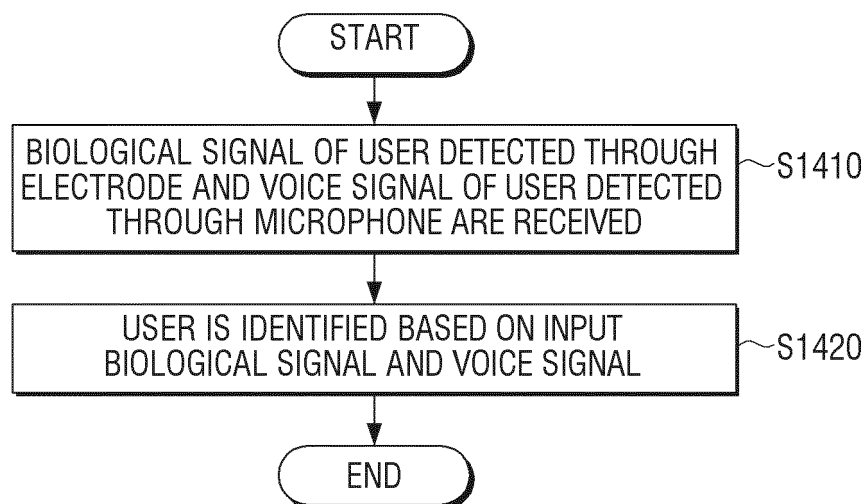 START
BIOLOGICAL SIGNAL OF USER DETECTED THROUGH
ELECTRODE AND VOICE SIGNAL OF USER DETECTED
THROUGH MICROPHONE ARE RECEIVED
S1410
USER IS IDENTIFIED BASED ON INPUT
BIOLOGICAL SIGNAL AND VOICE SIGNAL
S1420
END